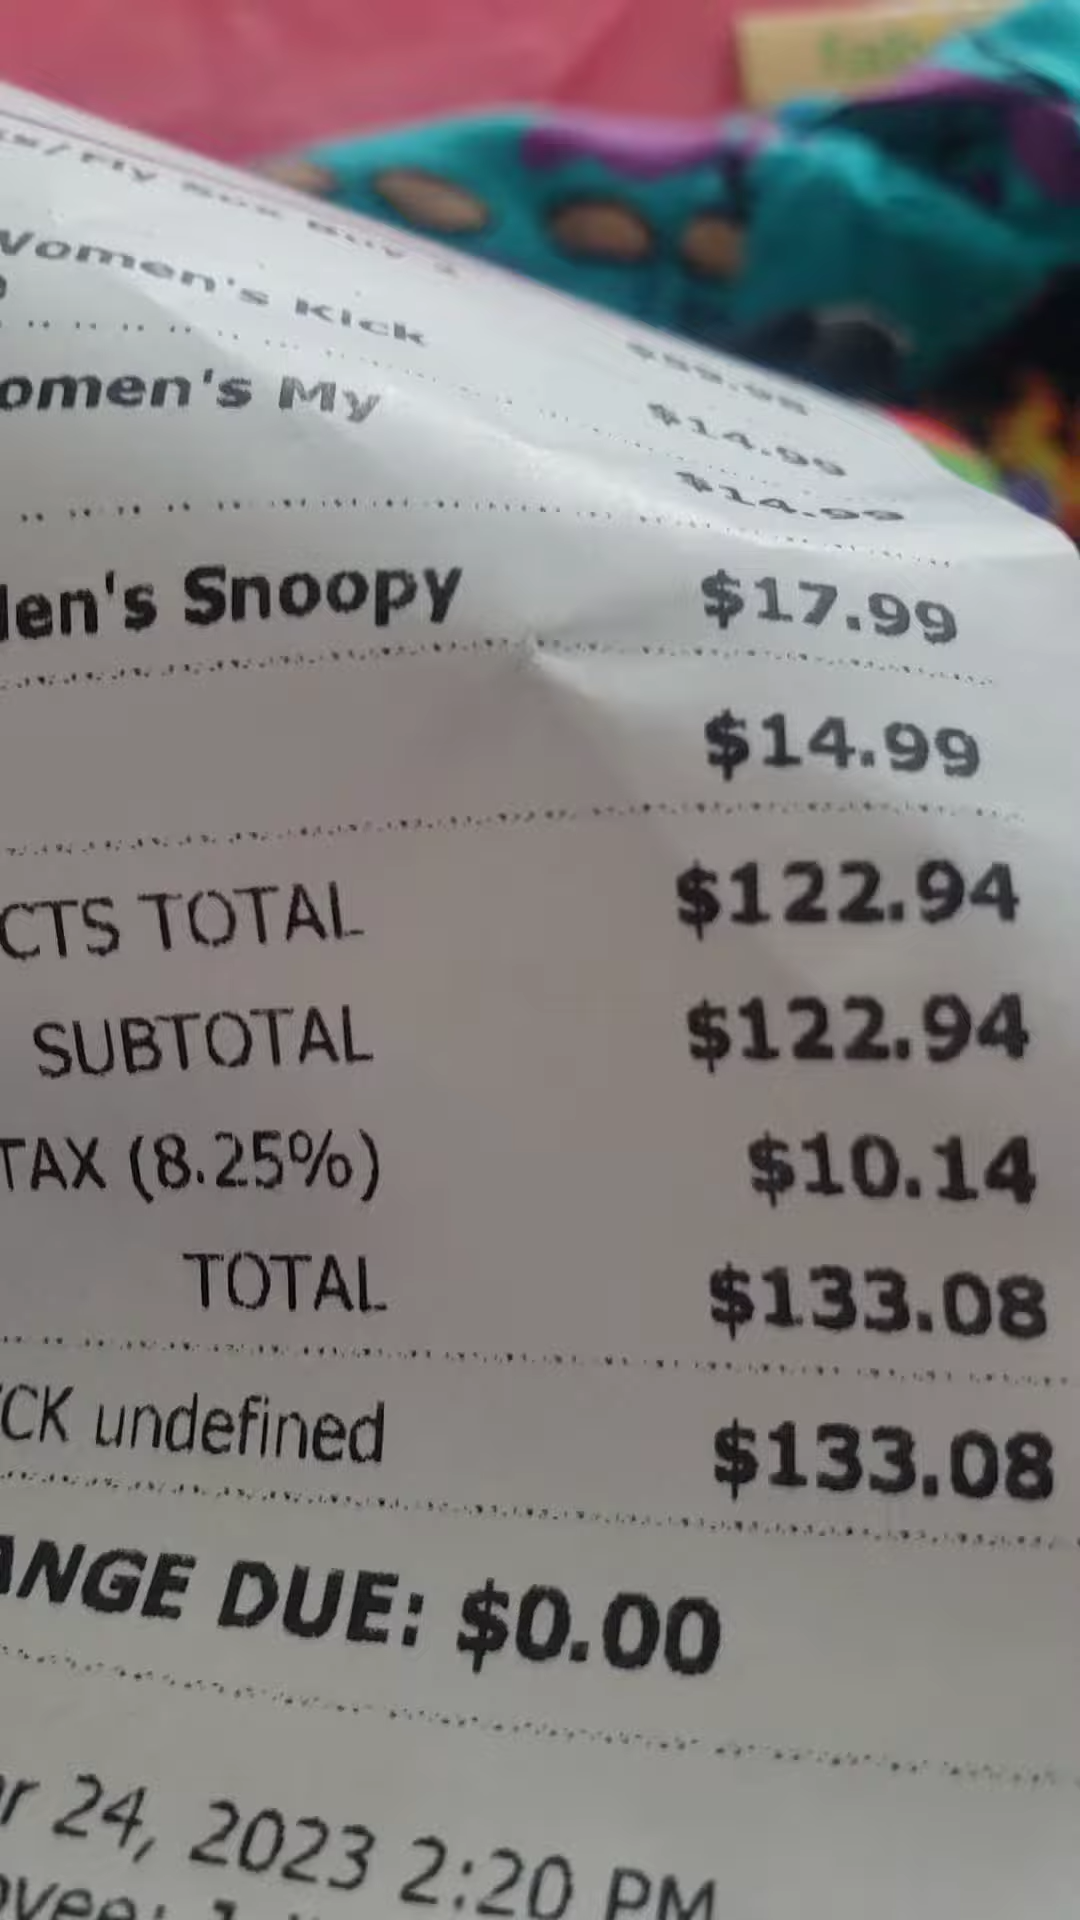 Women's Kick
$14.99
omen's My
$14.99
en's Snoopy $17.99
$14.99
CTS TOTAL $122.94
SUBTOTAL $122.94
TAX (8.25%) $10.14
TOTAL $133.08
CK undefined $133.08
ANGE DUE: $0.00
r 24, 2023 2:20 PM